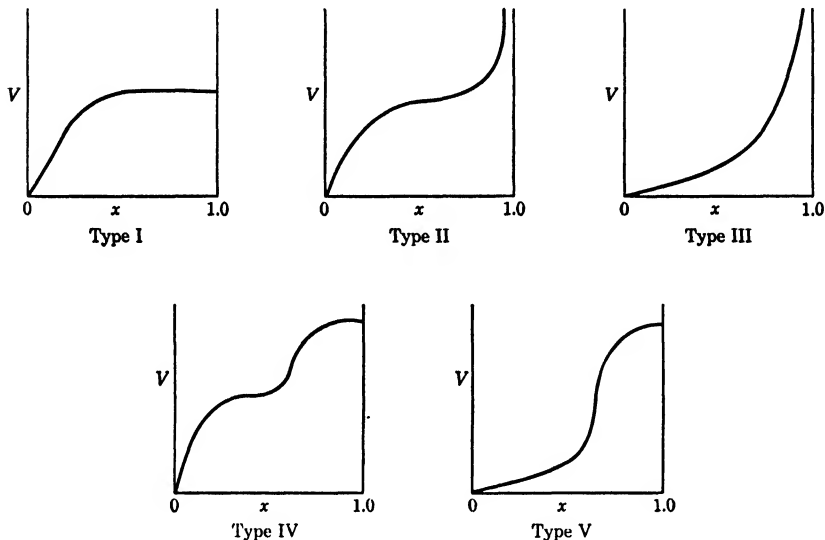 V V V
0 x 1.0 0 x 1.0 0 x 1.0
Type I Type II Type III
V V
0 x 1.0 0 x 1.0
Type IV Type V